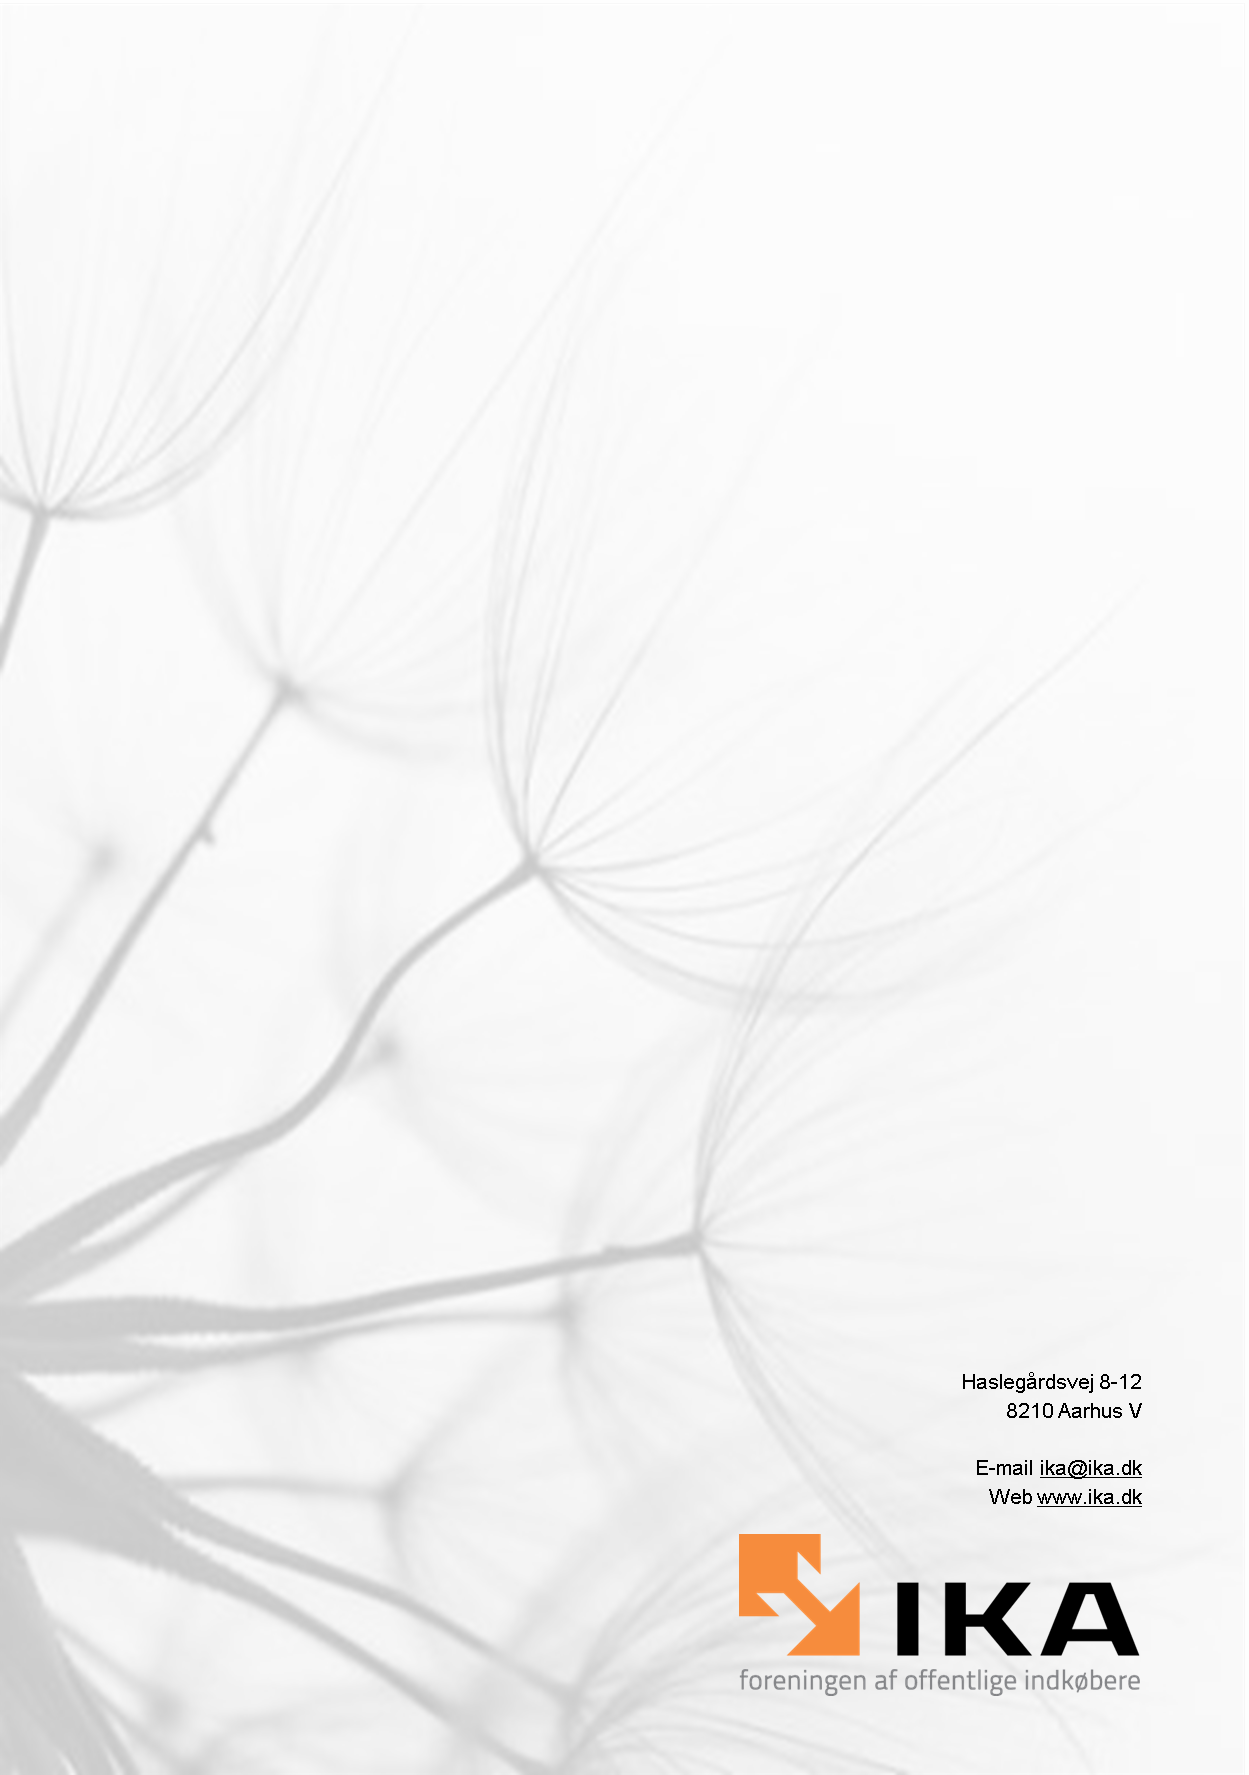 Haslegårdsvej 8-12
8210 Aarhus V
E-mail ika@ika.dk
Web www.ika.dk
IKA
foreningen af offentlige indkøbere